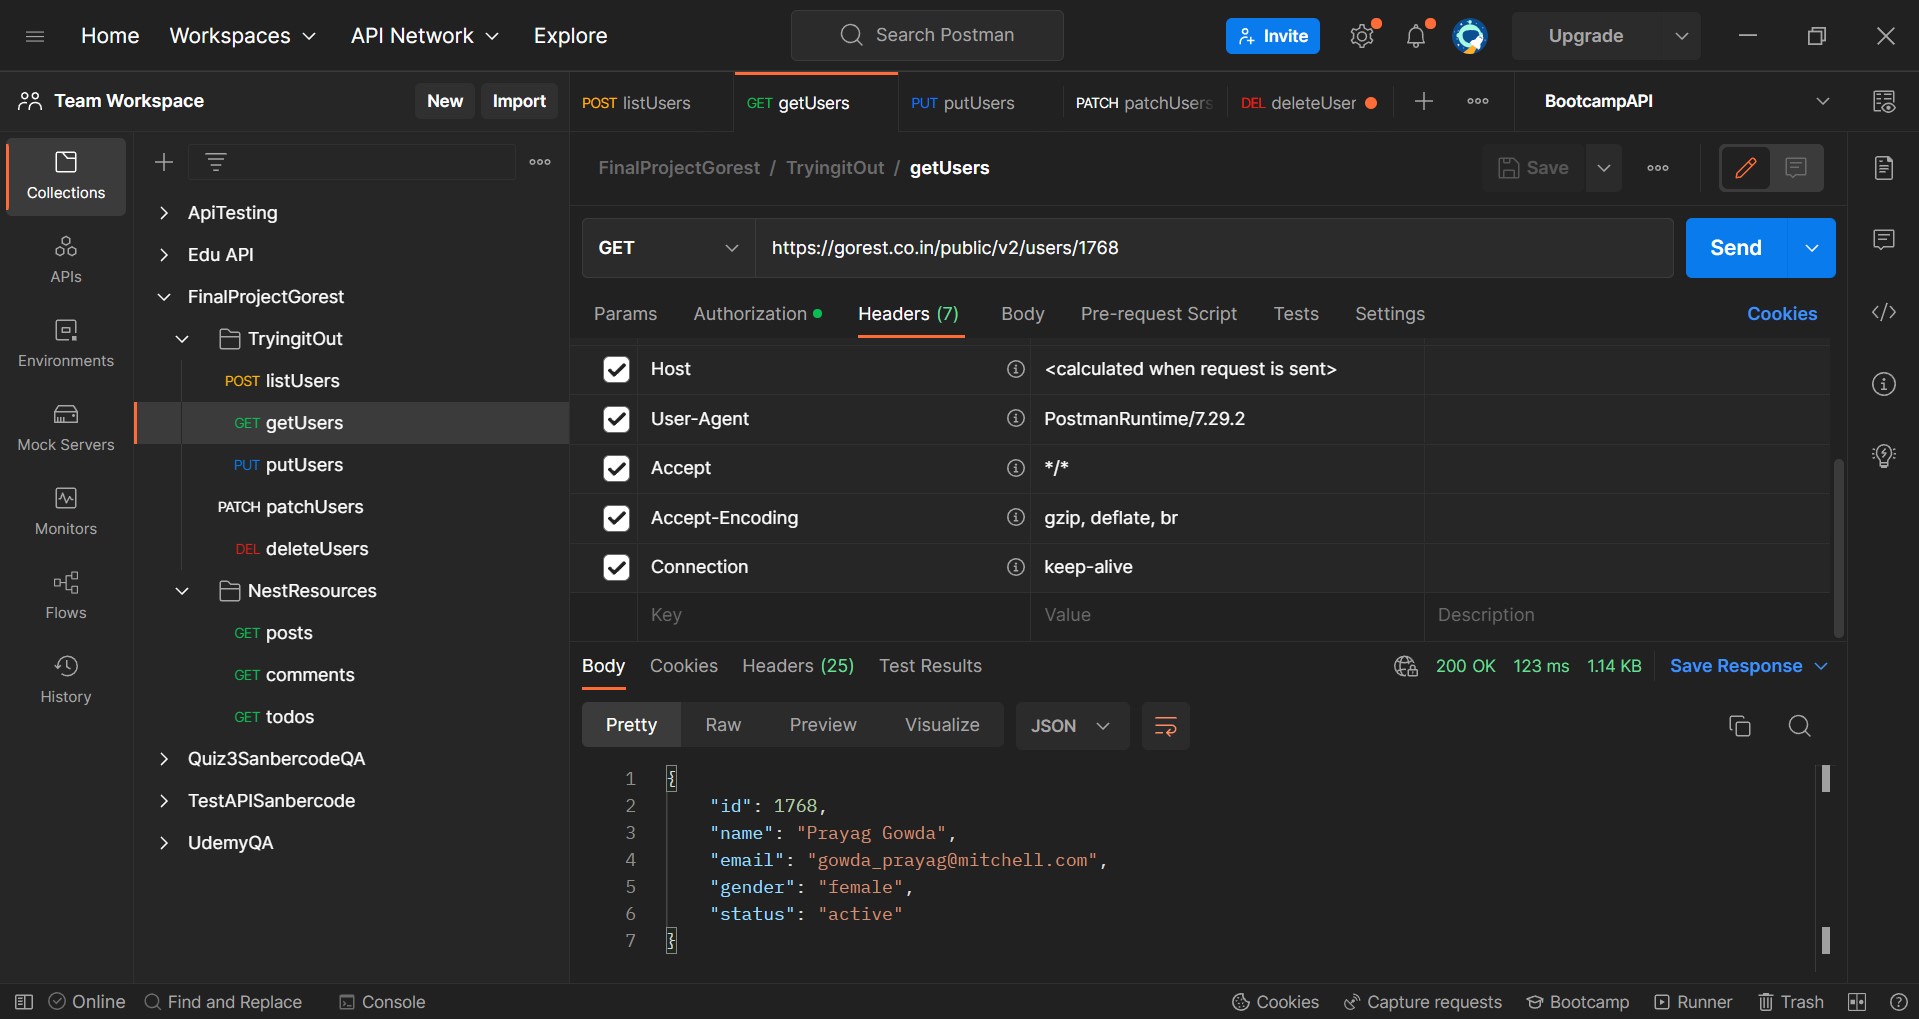 Home Workspaces API Network Explore Search Postman Invite Upgrade
Team Workspace New Import
POST listUsers GET getUsers PUT putUsers PATCH patchUsers DEL deleteUser BootcampAPI
Collections
APIs
Environments
Mock Servers
Monitors
Flows
History
ApiTesting
Edu API
FinalProjectGorest
TryingitOut
POST listUsers
GET getUsers
PUT putUsers
PATCH patchUsers
DEL deleteUsers
NestResources
GET posts
GET comments
GET todos
Quiz3SanbercodeQA
TestAPISanbercode
UdemyQA
FinalProjectGorest / TryingitOut / getUsers Save
GET https://gorest.co.in/public/v2/users/1768 Send
Params Authorization Headers (7) Body Pre-request Script Tests Settings Cookies
Host <calculated when request is sent>
User-Agent PostmanRuntime/7.29.2
Accept */*
Accept-Encoding gzip, deflate, br
Connection keep-alive
Key Value Description
Body Cookies Headers (25) Test Results 200 OK 123 ms 1.14 KB Save Response
Pretty Raw Preview Visualize JSON
1 {
2 "id": 1768,
3 "name": "Prayag Gowda",
4 "email": "gowda_prayag@mitchell.com",
5 "gender": "female",
6 "status": "active"
7 }
Online Find and Replace Console Cookies Capture requests Bootcamp Runner Trash